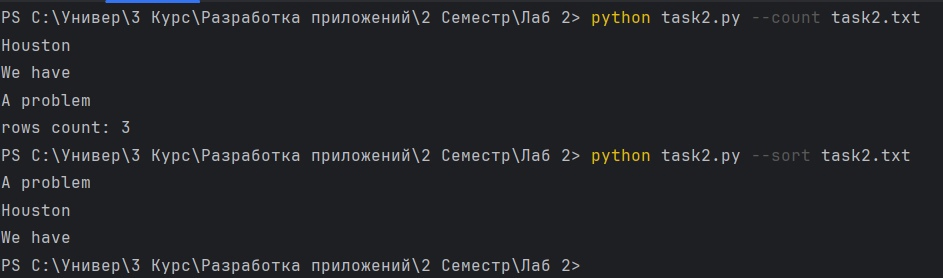 PS C:\Универ\3 Курс\Разработка приложений\2 Семестр\Лаб 2> python task2.py --count task2.txt
Houston
We have
A problem
rows count: 3
PS C:\Универ\3 Курс\Разработка приложений\2 Семестр\Лаб 2> python task2.py --sort task2.txt
A problem
Houston
We have
PS C:\Универ\3 Курс\Разработка приложений\2 Семестр\Лаб 2>